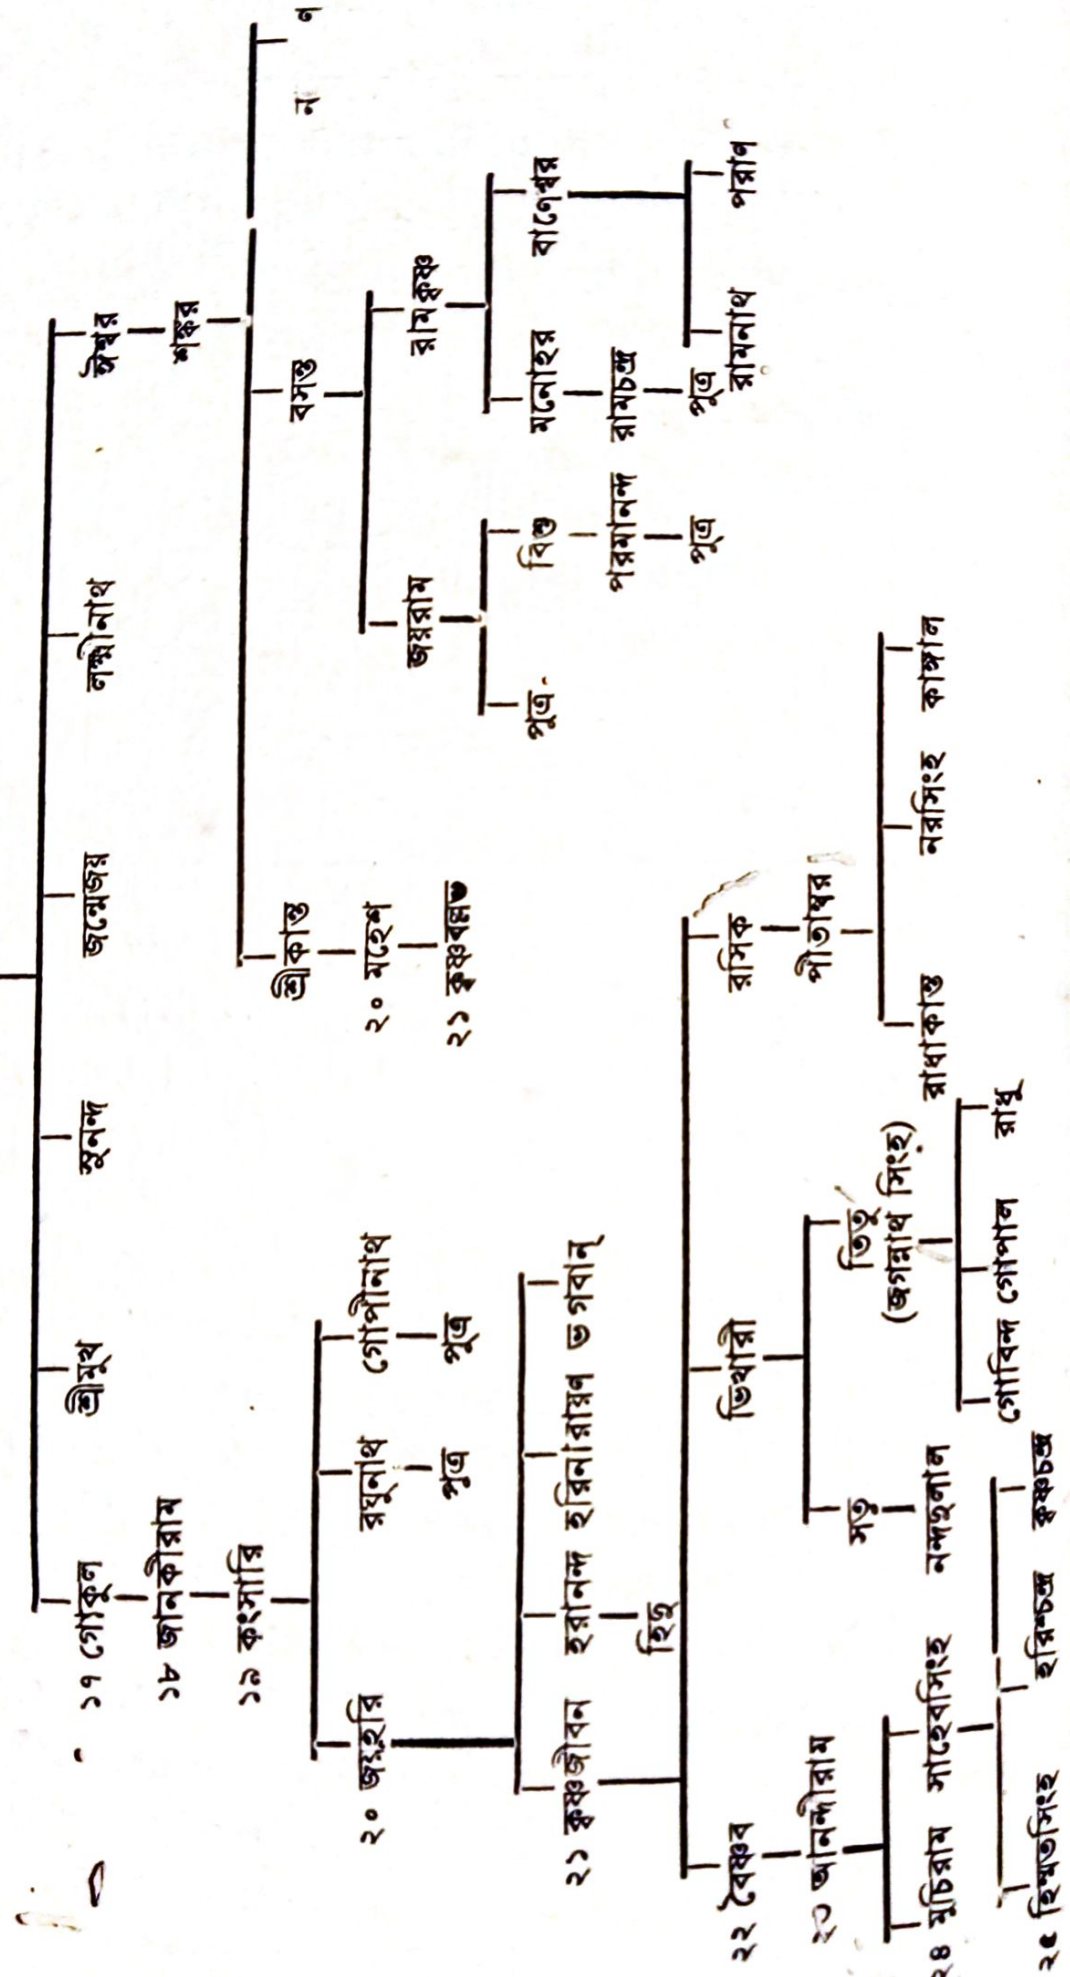 ১৭ গোকুল শ্রীমুখ সুনন্দ জন্মেজয় লক্ষ্মীনাথ ঈশ্বর
১৮ জানকীরাম শঙ্কর
১৯ কংসারি শ্রীকান্ত বসন্ত
২০ জয়হরি রঘুনাথ গোপীনাথ ২০ মহেশ জয়রাম রামকৃষ্ণ
পুত্র পুত্র ২১ কৃষ্ণবল্লভ
২১ কৃষ্ণজীবন হরানন্দ হরিনারায়ণ ভগবান্ পুত্র বিশু মনোহর বাণেশ্বর
হিদু পরমানন্দ রামচন্দ্র
পুত্র পুত্র রামনাথ পরাণ
২২ বৈষ্ণব ভিখারী রসিক
২৩ আনন্দীরাম সতু তিতু পীতাম্বর
(জগন্নাথ সিংহ)
২৪ মুচিরাম সাহেবসিংহ নন্দদুলাল রাধাকান্ত নরসিংহ কাঙ্গাল
গোবিন্দ গোপাল রাধু
২৫ হিম্মতসিংহ হরিশ্চন্দ্র কৃষ্ণচন্দ্র